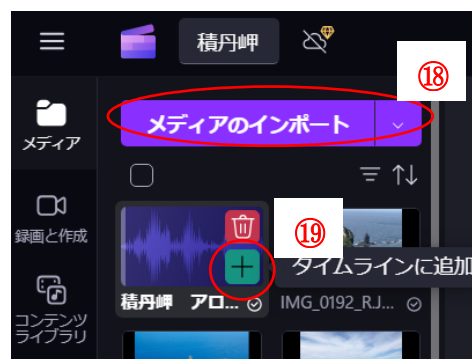 積丹岬
⑱
メディアのインポート
メディア
録画と作成
⑲
タイムラインに追加
積丹岬 アロ...
IMG_0192_RJ...
コンテンツ
ライブラリ